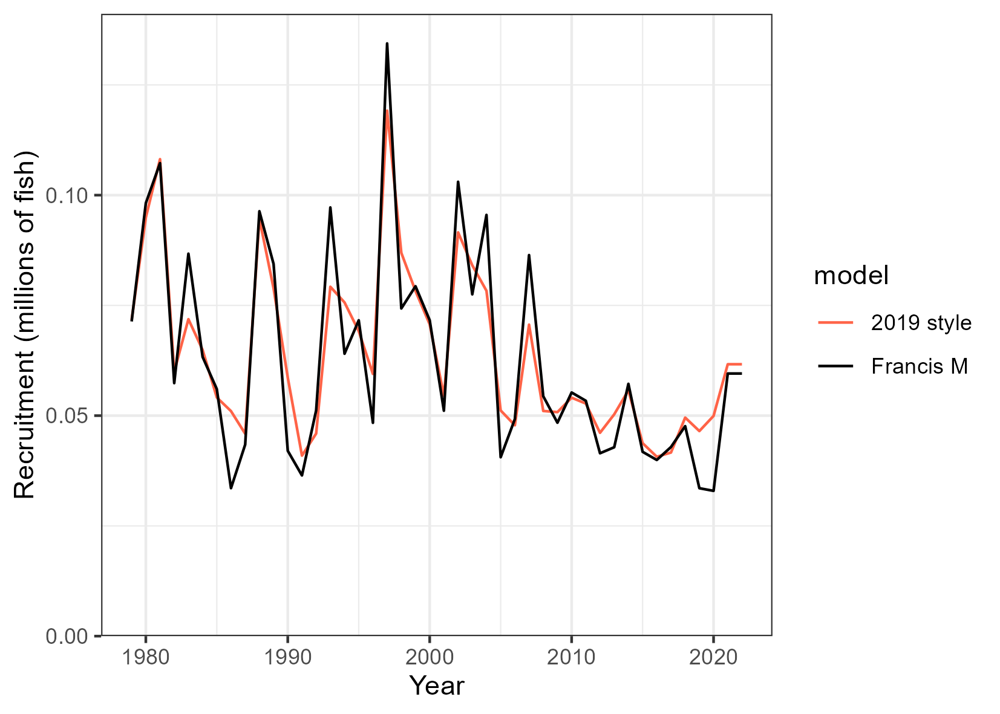 Recruitment (millions of fish)
0.10
0.05
0.00
1980 1990 2000 2010 2020
Year
model
2019 style
Francis M